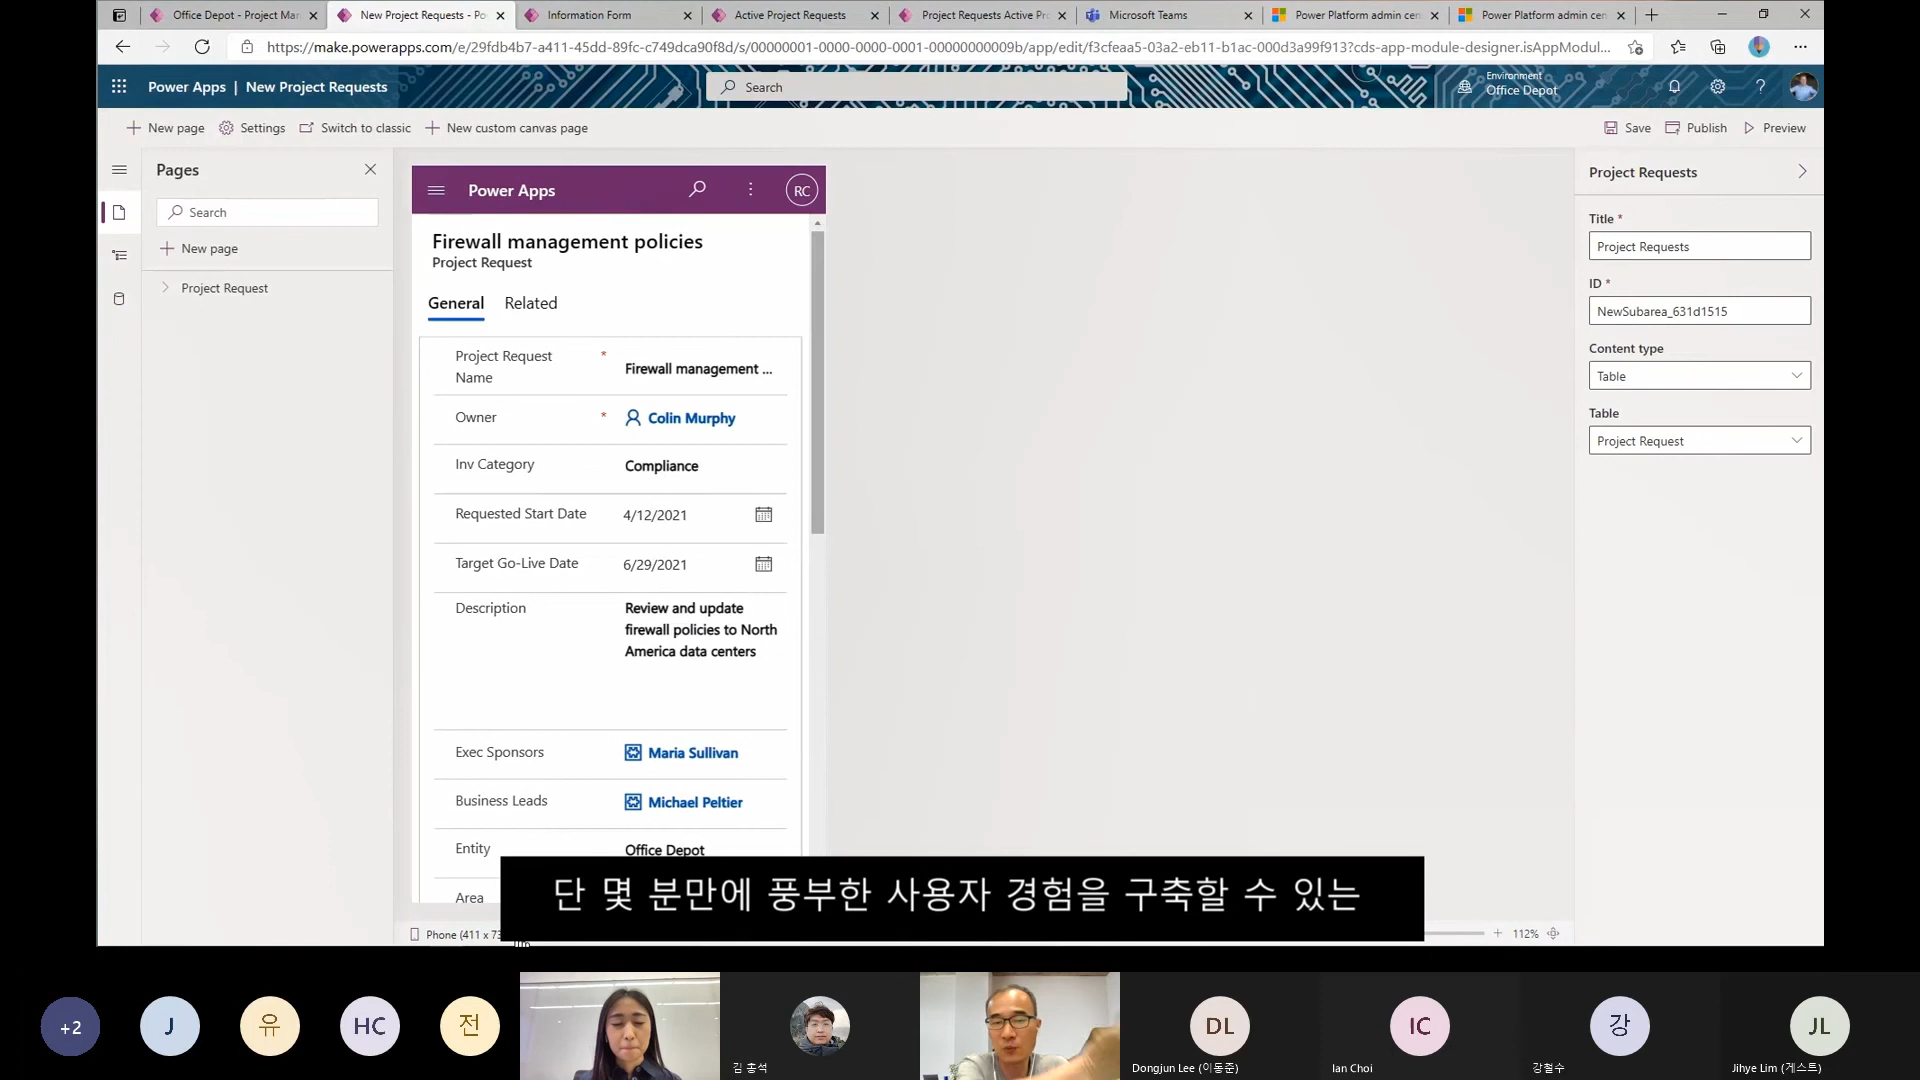 Office Depot - Project Mar
New Project Requests - Po
Information Form
Active Project Requests
Project Requests Active Pro
Microsoft Teams
Power Platform admin cen
Power Platform admin cen
https://make.powerapps.com/e/29fdb4b7-a411-45dd-89fc-c749dca90f8d/s/00000001-0000-0000-0001-00000000009b/app/edit/f3cfeaa5-03a2-eb11-b1ac-000d3a99f913?cds-app-module-designer.isAppModul...
Power Apps | New Project Requests
Search
Environment
Office Depot
New page
Settings
Switch to classic
New custom canvas page
Save
Publish
Preview
Pages
Search
New page
Project Request
Power Apps
RC
Firewall management policies
Project Request
General
Related
Project Request
Name
*
Firewall management ...
Owner
*
Colin Murphy
Inv Category
Compliance
Requested Start Date
4/12/2021
Target Go-Live Date
6/29/2021
Description
Review and update
firewall policies to North
America data centers
Exec Sponsors
Maria Sullivan
Business Leads
Michael Peltier
Entity
Office Depot
Area
Phone (411 x 73
112%
Project Requests
Title *
Project Requests
ID *
NewSubarea_631d1515
Content type
Table
Table
Project Request
단 몇 분만에 풍부한 사용자 경험을 구축할 수 있는
+2
J
유
HC
전
김 홍석
DL
Dongjun Lee (이동준)
IC
Ian Choi
강
강철수
JL
Jihye Lim (게스트)